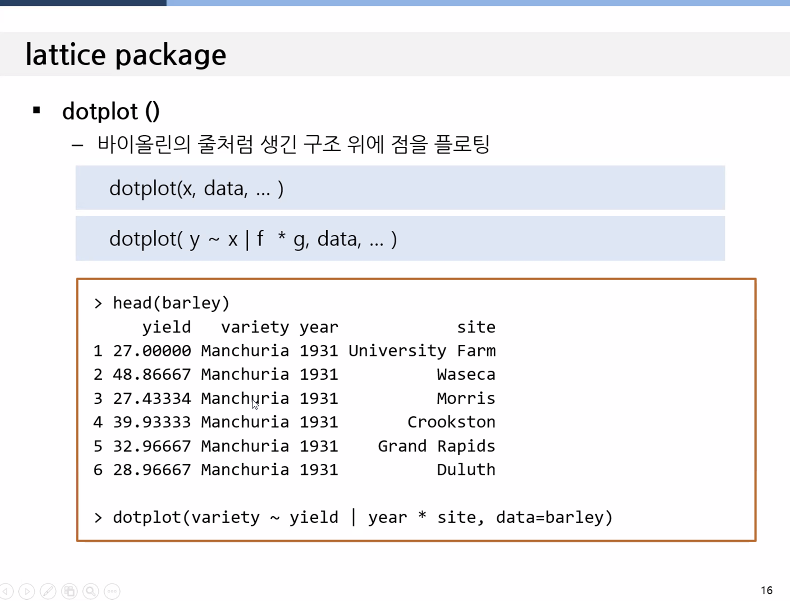 lattice package
▪ dotplot ()
– 바이올린의 줄처럼 생긴 구조 위에 점을 플로팅
dotplot(x, data, … )
dotplot( y ~ x | f * g, data, … )
> head(barley)
yield variety year site
1 27.00000 Manchuria 1931 University Farm
2 48.86667 Manchuria 1931 Waseca
3 27.43334 Manchuria 1931 Morris
4 39.93333 Manchuria 1931 Crookston
5 32.96667 Manchuria 1931 Grand Rapids
6 28.96667 Manchuria 1931 Duluth
> dotplot(variety ~ yield | year * site, data=barley)
16